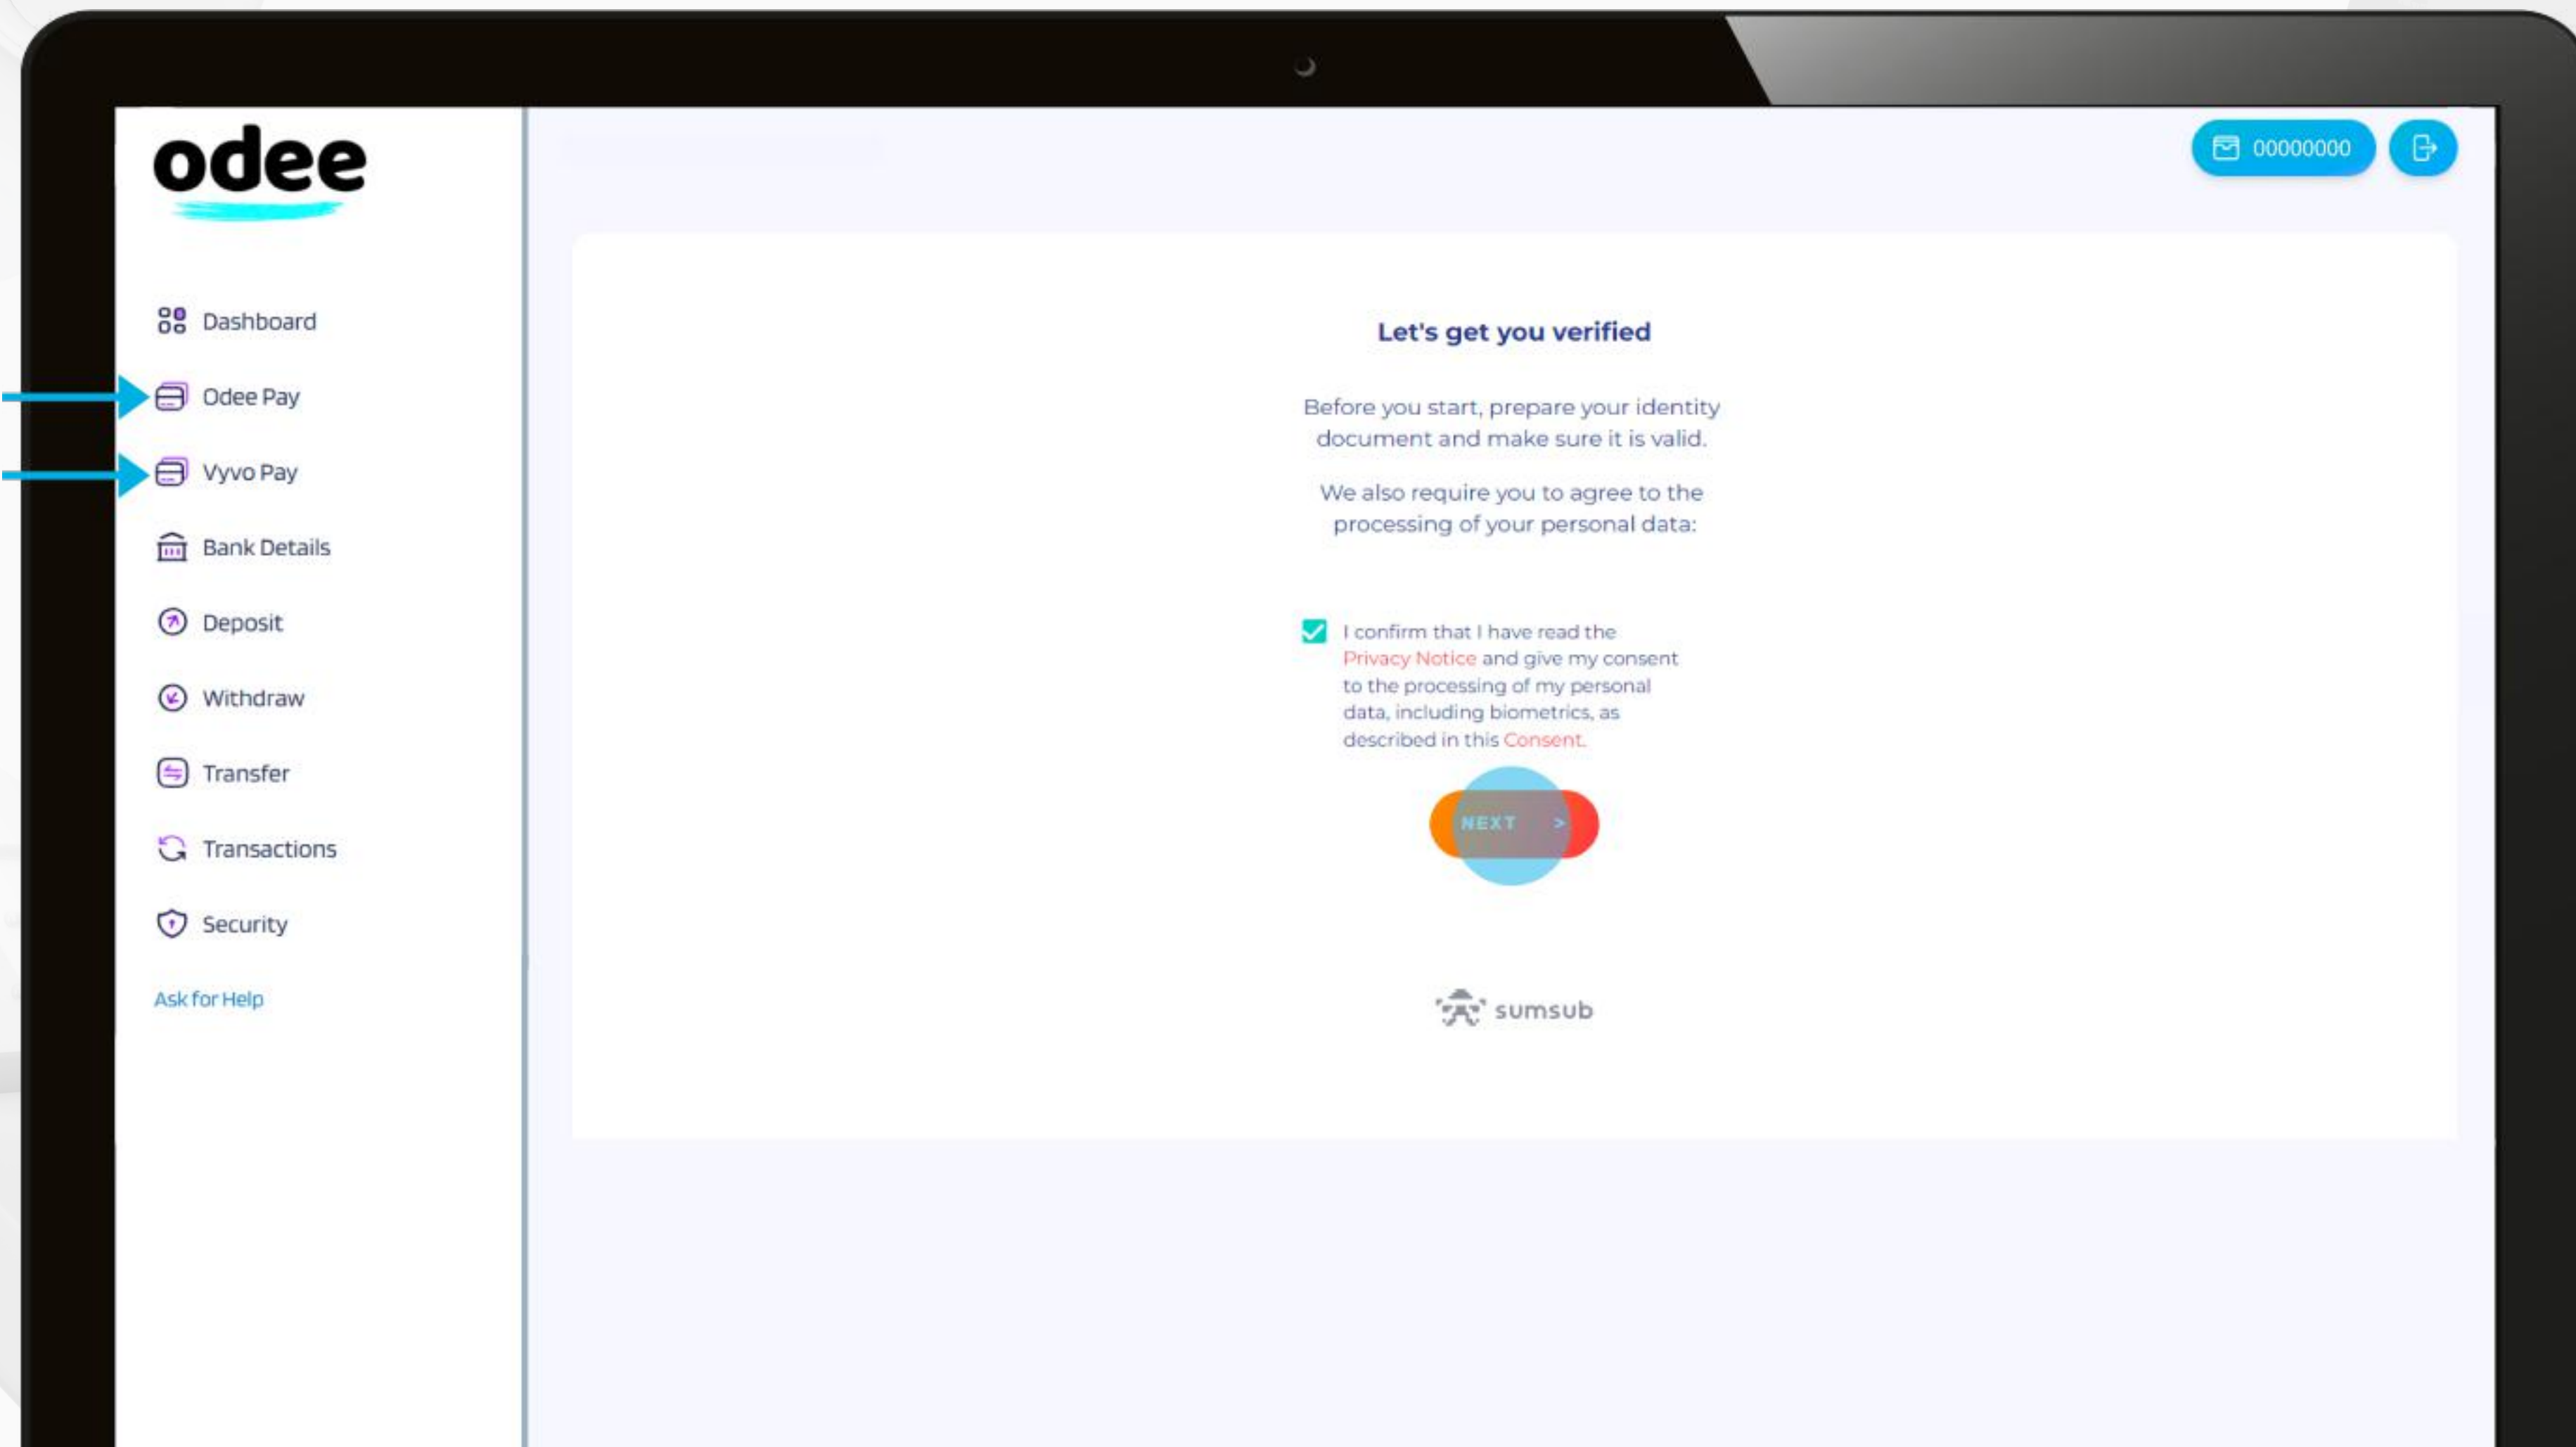 odee
00000000
Dashboard
Odee Pay
Vyvo Pay
Bank Details
Deposit
Withdraw
Transfer
Transactions
Security
Ask for Help
Let's get you verified
Before you start, prepare your identity
document and make sure it is valid.
We also require you to agree to the
processing of your personal data:
I confirm that I have read the
Privacy Notice and give my consent
to the processing of my personal
data, including biometrics, as
described in this Consent.
NEXT >
sumsub